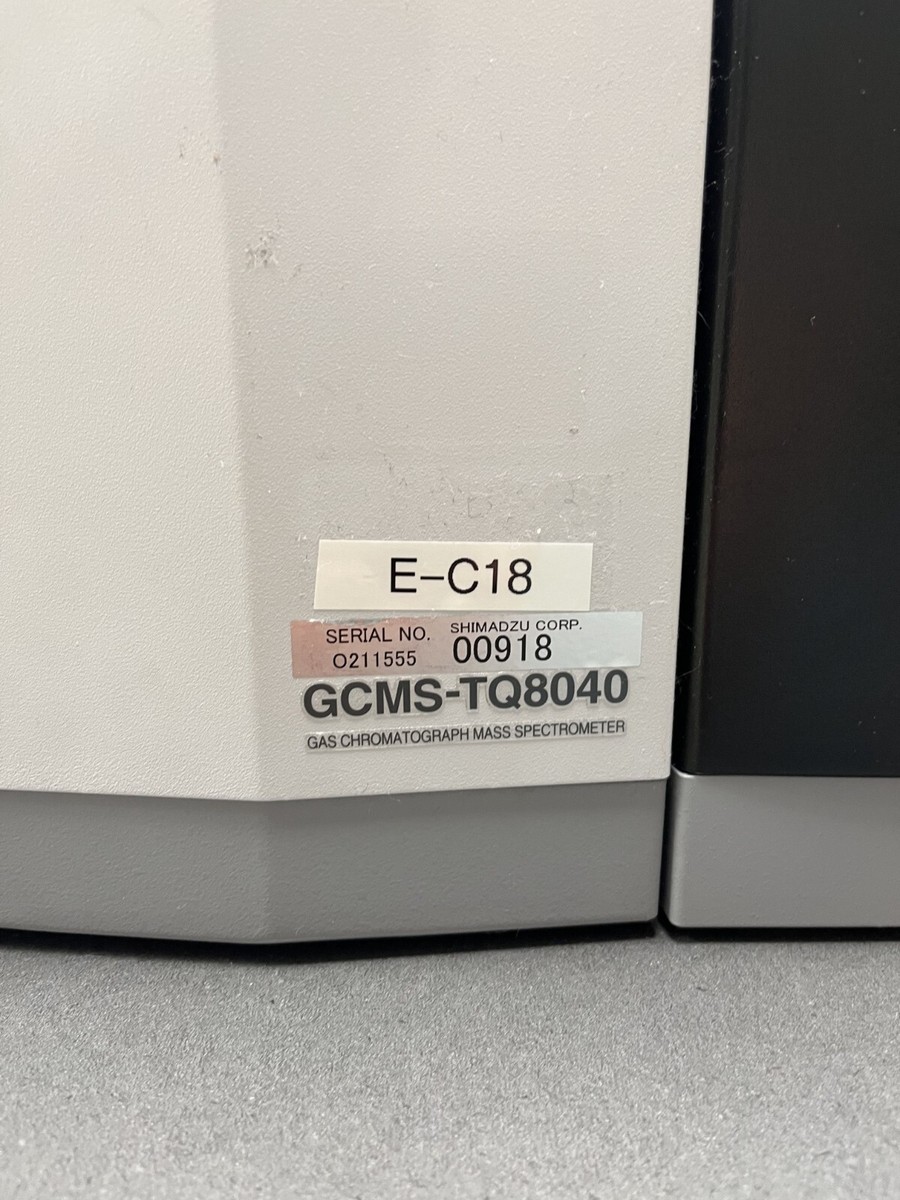 E-C18
SERIAL NO. SHIMADZU CORP.
O211555 00918
GCMS-TQ8040
GAS CHROMATOGRAPH MASS SPECTROMETER